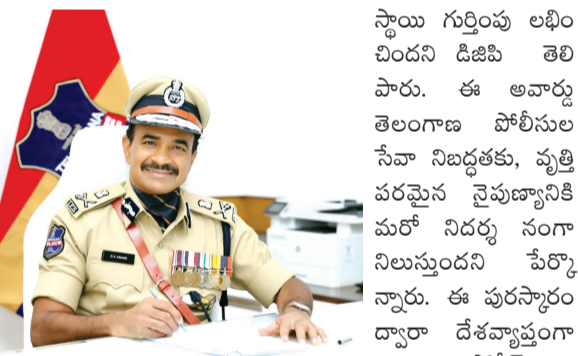 స్థాయి గుర్తింపు లభిం
చిందని డిజిపి తెలి
పారు. ఈ అవార్డు
తెలంగాణ పోలీసుల
సేవా నిబద్ధతకు, వృత్తి
పరమైన నైపుణ్యానికి
మరో నిదర్శ నంగా
నిలుస్తుందని పేర్కొ
న్నారు. ఈ పురస్కారం
ద్వారా దేశవ్యాప్తంగా